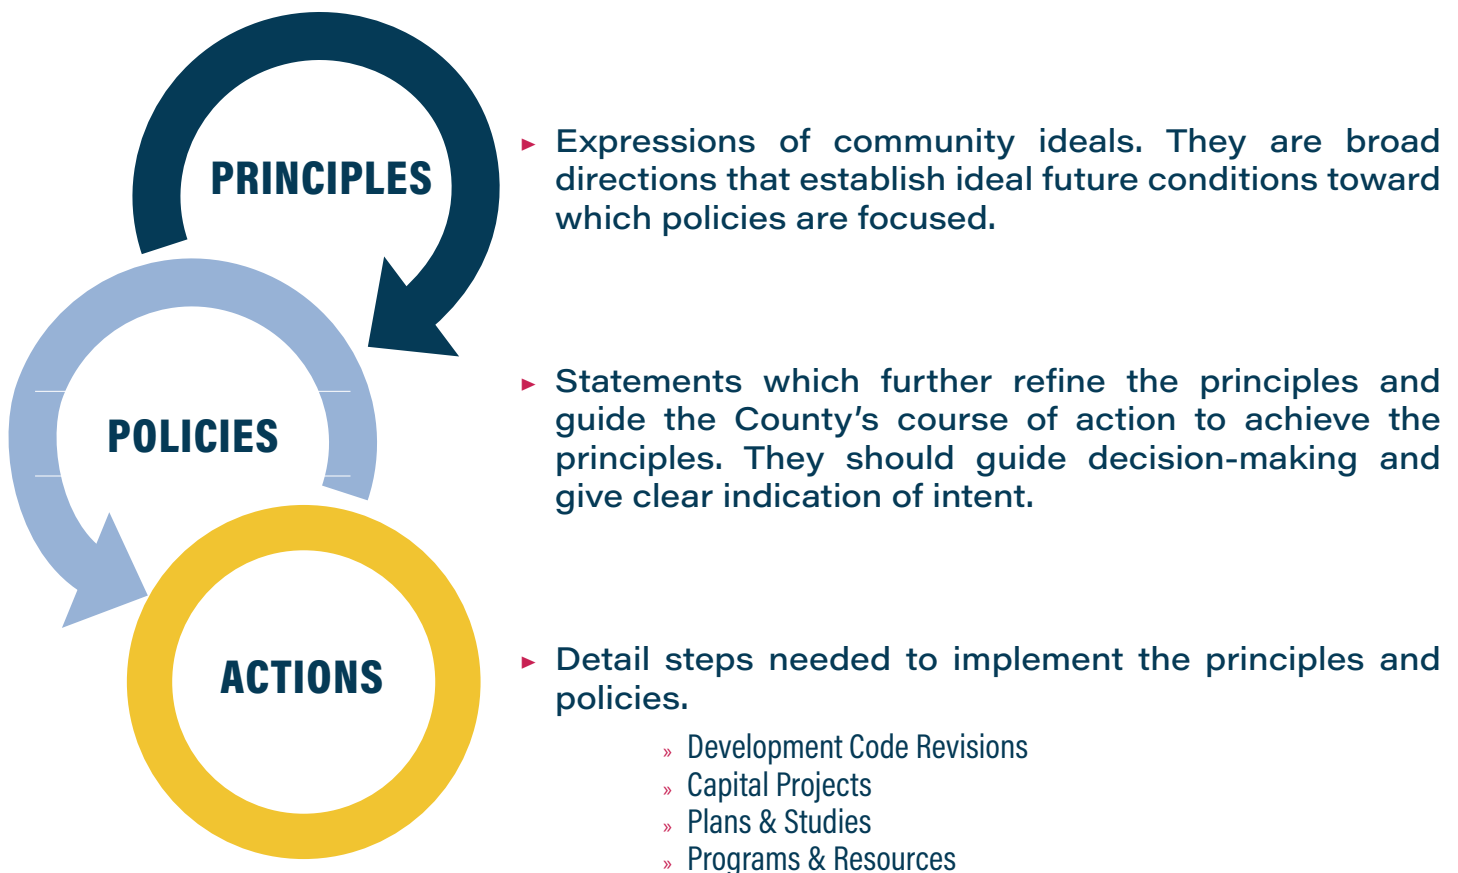 PRINCIPLES
► Expressions of community ideals. They are broad
directions that establish ideal future conditions toward
which policies are focused.
POLICIES
► Statements which further refine the principles and
guide the County’s course of action to achieve the
principles. They should guide decision-making and
give clear indication of intent.
ACTIONS
► Detail steps needed to implement the principles and
policies.
» Development Code Revisions
» Capital Projects
» Plans & Studies
» Programs & Resources